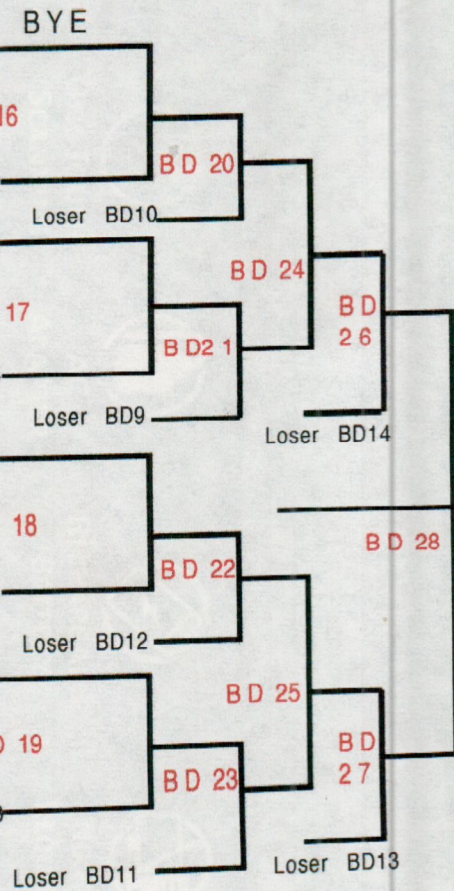 BYE
16
BD 20
Loser BD10
BD 24
17
BD
26
BD2 1
Loser BD9
Loser BD14
18
BD 28
BD 22
Loser BD12
BD 25
19
BD
27
BD 23
Loser BD13
Loser BD11